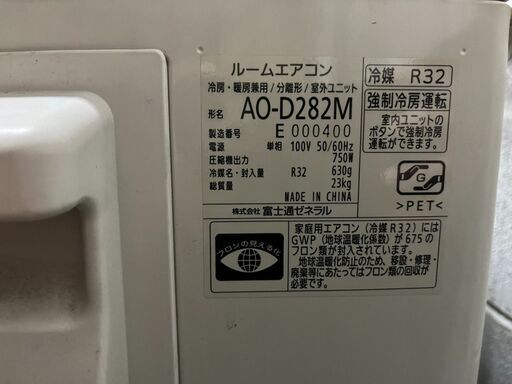 ルームエアコン
冷房・暖房兼用/分離形/室外ユニット
形名 AO-D282M
製造番号 E 000400
電源 単相 100V 50/60Hz
圧縮機出力 750W
冷媒名・封入量 R32 630g
総質量 23kg
MADE IN CHINA
株式会社 富士通ゼネラル
冷媒 R32
強制冷房運転
室内ユニットの
ボタンで強制冷房
運転ができます。
G
>PET<
フロンの見える化
家庭用エアコン(冷媒R32)には
GWP(地球温暖化係数)が675の
フロン類が封入されています。
地球温暖化防止のため、移設・修理・
廃棄等にあたってはフロン類の回収が
必要です。